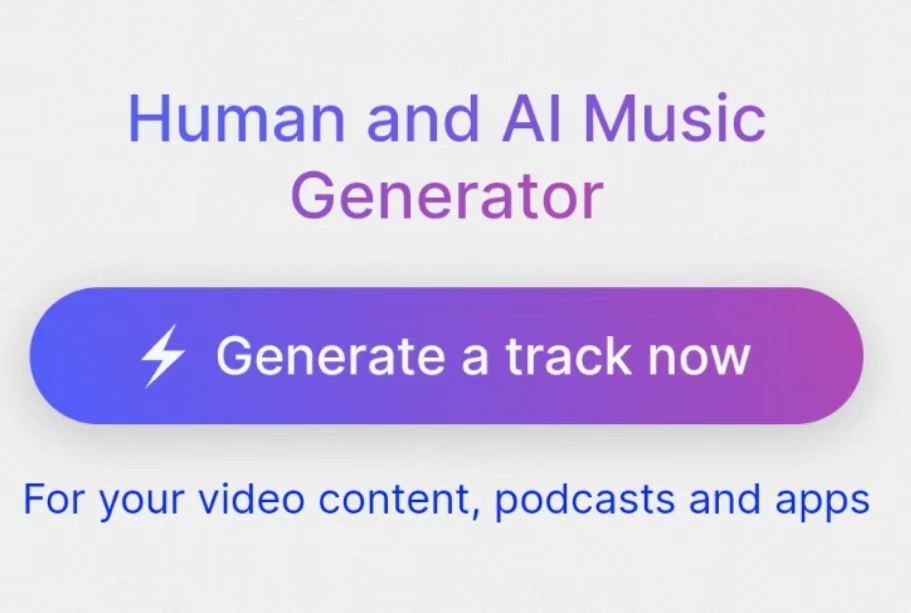 Human and AI Music
Generator
Generate a track now
For your video content, podcasts and apps